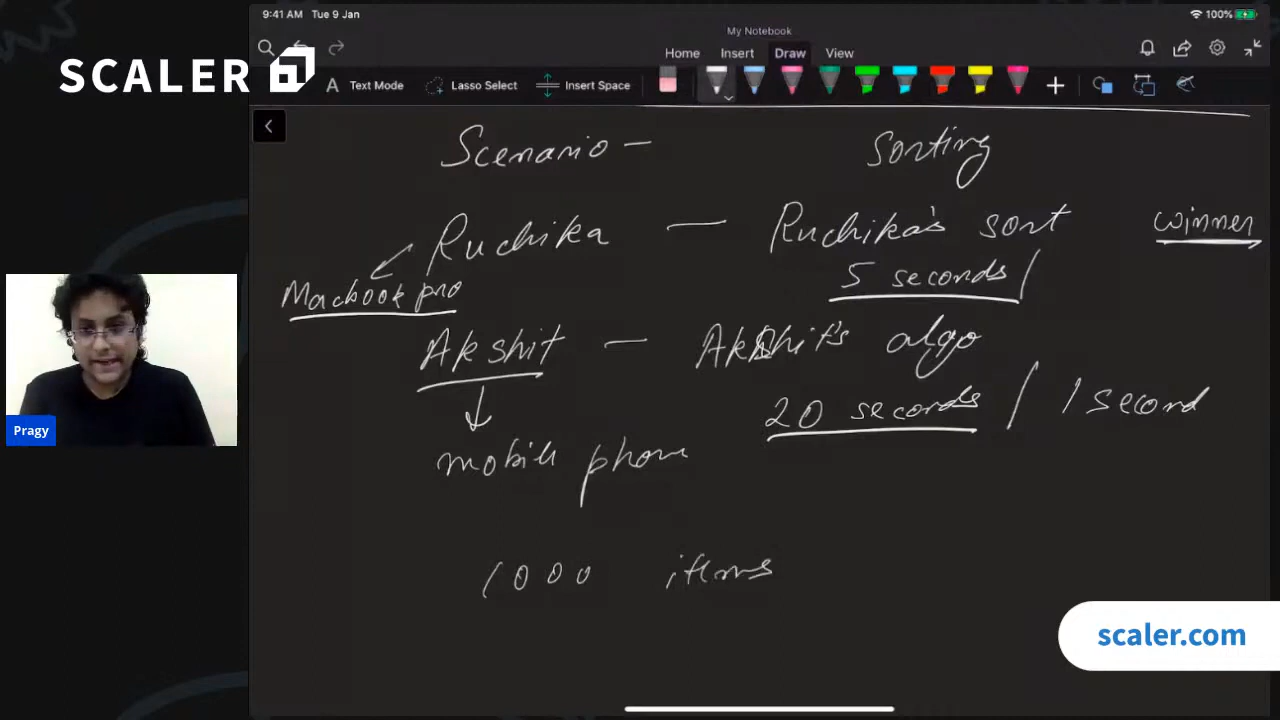 9:41 AM Tue 9 Jan
100%
My Notebook
SCALER
Home Insert Draw View
Text Mode Lasso Select Insert Space
Scenario - Sorting
Ruchika - Ruchika's sort winner
5 seconds /
Macbook pro
Akshit - Akshit's algo
20 seconds / 1 second
mobile phone
Pragy
1000 items
scaler.com